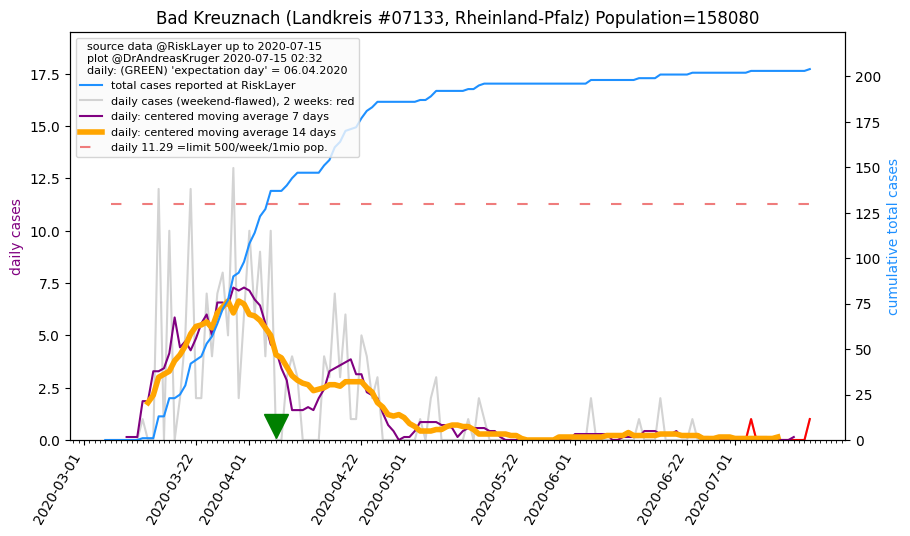 Bad Kreuznach (Landkreis #07133, Rheinland-Pfalz) Population=158080
source data @RiskLayer up to 2020-07-15
plot @DrAndreasKruger 2020-07-15 02:32
daily: (GREEN) 'expectation day' = 06.04.2020
total cases reported at RiskLayer
daily cases (weekend-flawed), 2 weeks: red
daily: centered moving average 7 days
daily: centered moving average 14 days
daily 11.29 =limit 500/week/1mio pop.
daily cases
17.5
15.0
12.5
10.0
7.5
5.0
2.5
0.0
cumulative total cases
200
175
150
125
100
75
50
25
0
2020-03-01
2020-03-22
2020-04-01
2020-04-22
2020-05-01
2020-05-22
2020-06-01
2020-06-22
2020-07-01